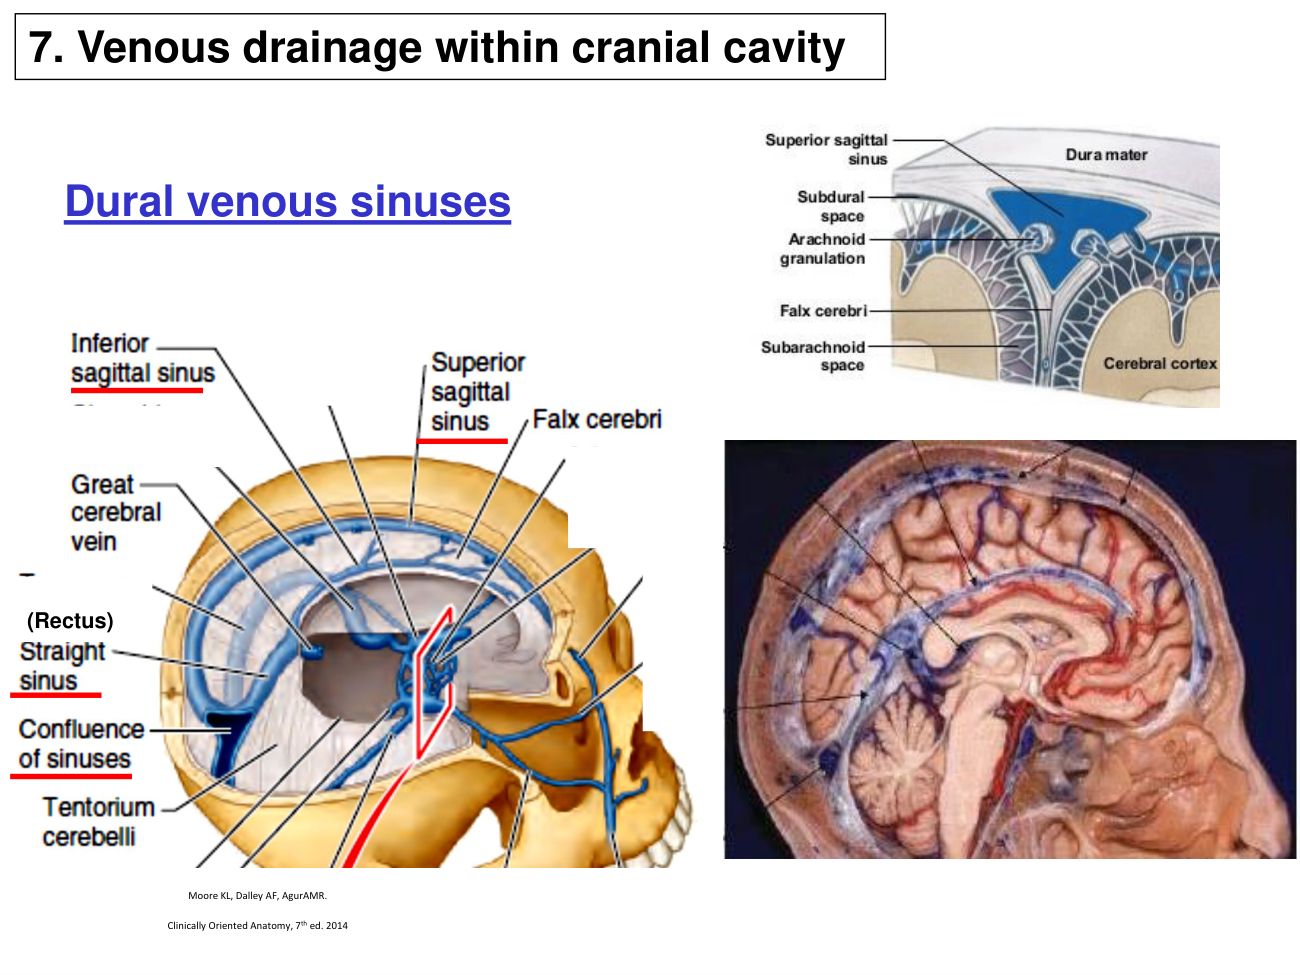 7. Venous drainage within cranial cavity
Dural venous sinuses
Superior sagittal
sinus
Dura mater
Subdural
space
Arachnoid
granulation
Falx cerebri
Subarachnoid
space
Cerebral cortex
Inferior
sagittal sinus
Superior
sagittal
sinus
Falx cerebri
Great
cerebral
vein
(Rectus)
Straight
sinus
Confluence
of sinuses
Tentorium
cerebelli
Moore KL, Dalley AF, AgurAMR.
Clinically Oriented Anatomy, 7th ed. 2014